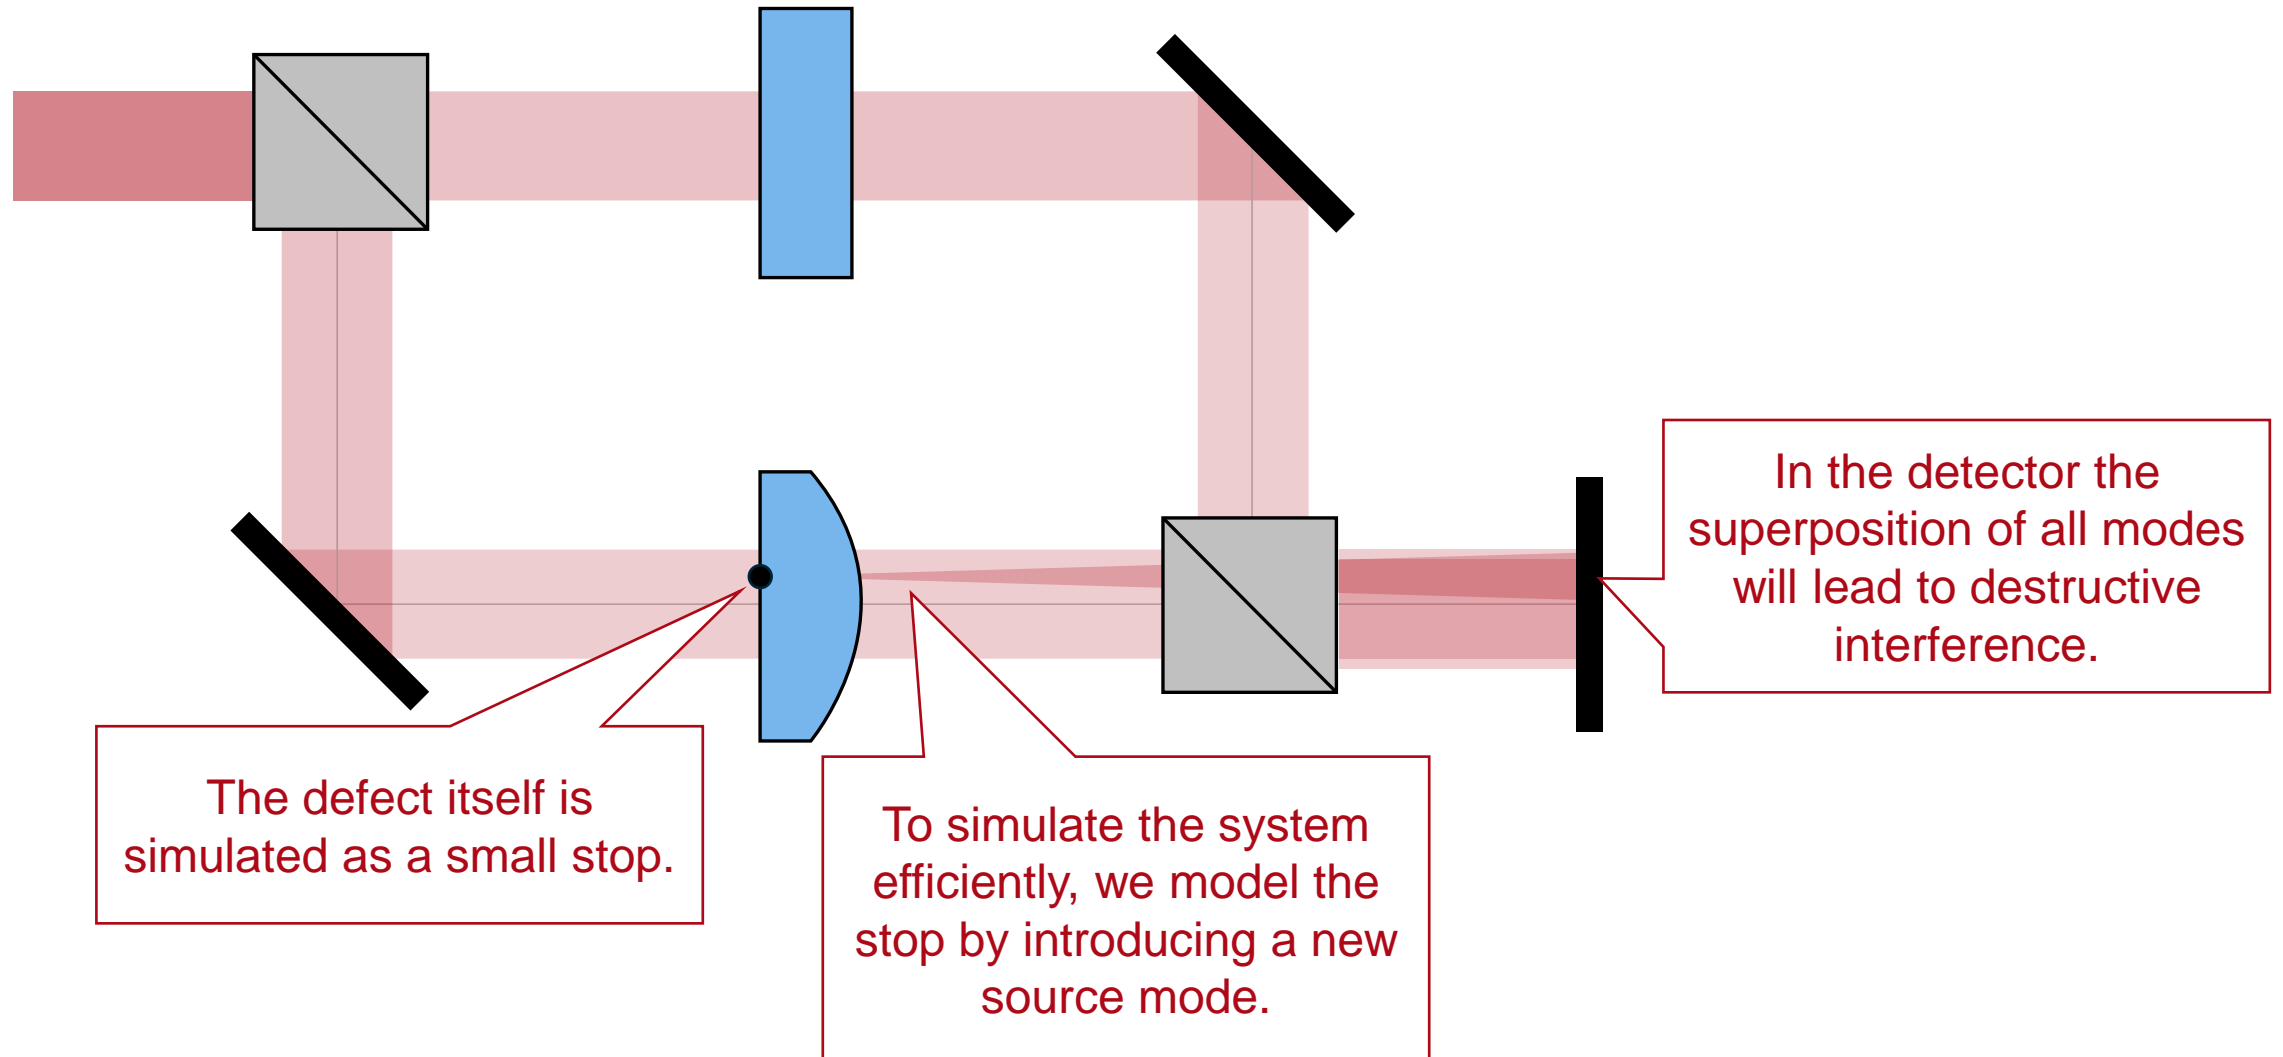 In the detector the
superposition of all modes
will lead to destructive
interference.
The defect itself is
simulated as a small stop.
To simulate the system
efficiently, we model the
stop by introducing a new
source mode.